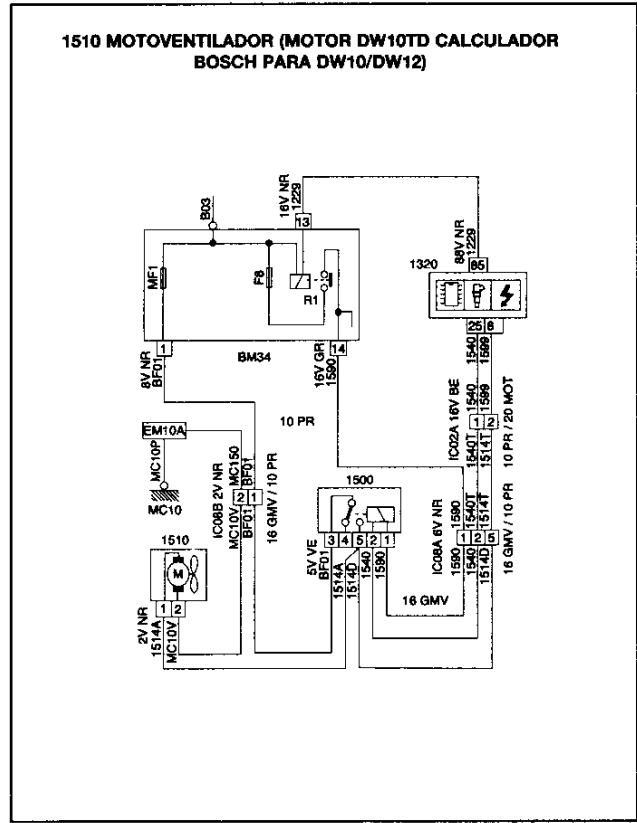 1510 MOTOVENTILADOR (MOTOR DW10TD CALCULADOR
BOSCH PARA DW10/DW12)
B03
16V NR
1229
13
MF1
F8
R1
88V NR
1229
85
1320
25 8
1540
1599
1
14
BM34
8V NR
BF01
16V GR
1590
10 PR
IC02A 16V BE
1540
1599
1 2
1540T
1514T
10 PR / 20 MOT
EM10A
MC10P
MC10
IC08B 2V NR
MC150
BF01
2 1
MC10V
BF01
16 GMV / 10 PR
1500
3 4 5 2 1
5V VE
BF01
1514A
1514D
1540
1590
IC08A 6V NR
1590
1540T
1514T
1 2 5
1590
1540
1514D
16 GMV / 10 PR
16 GMV
1510
M
1 2
2V NR
1514A
MC10V